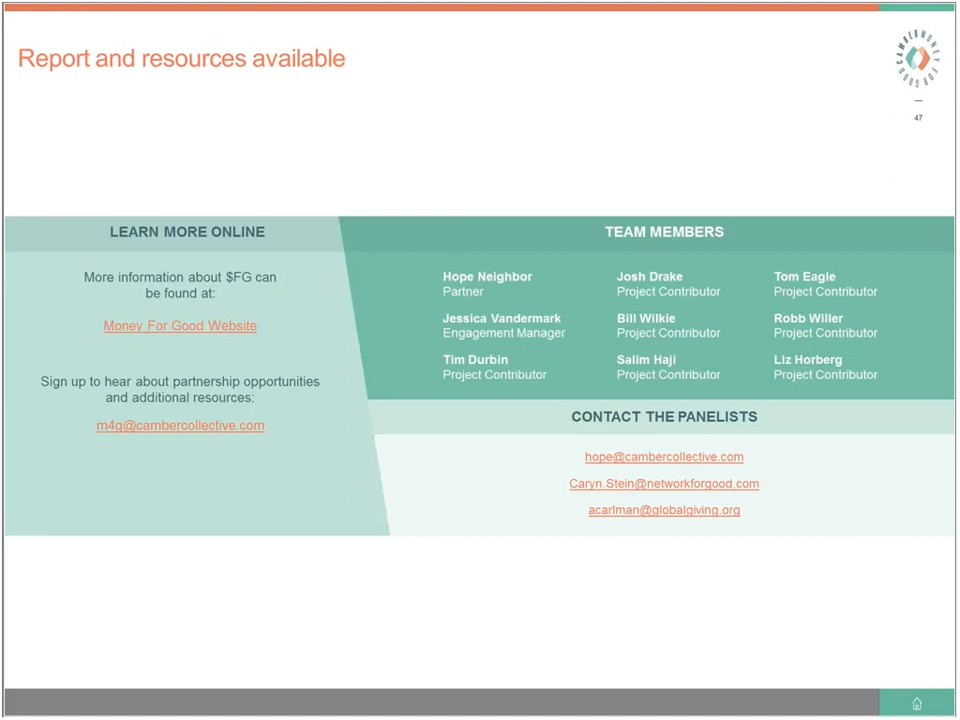 Report and resources available
CAMBER MONEY FOR GOOD
47
LEARN MORE ONLINE
More information about $FG can
be found at:
Money For Good Website
Sign up to hear about partnership opportunities
and additional resources:
m4g@cambercollective.com
TEAM MEMBERS
Hope Neighbor
Partner
Jessica Vandermark
Engagement Manager
Tim Durbin
Project Contributor
Josh Drake
Project Contributor
Bill Wilkie
Project Contributor
Salim Haji
Project Contributor
Tom Eagle
Project Contributor
Robb Willer
Project Contributor
Liz Horberg
Project Contributor
CONTACT THE PANELISTS
hope@cambercollective.com
Caryn.Stein@networkforgood.com
acarlman@globalgiving.org